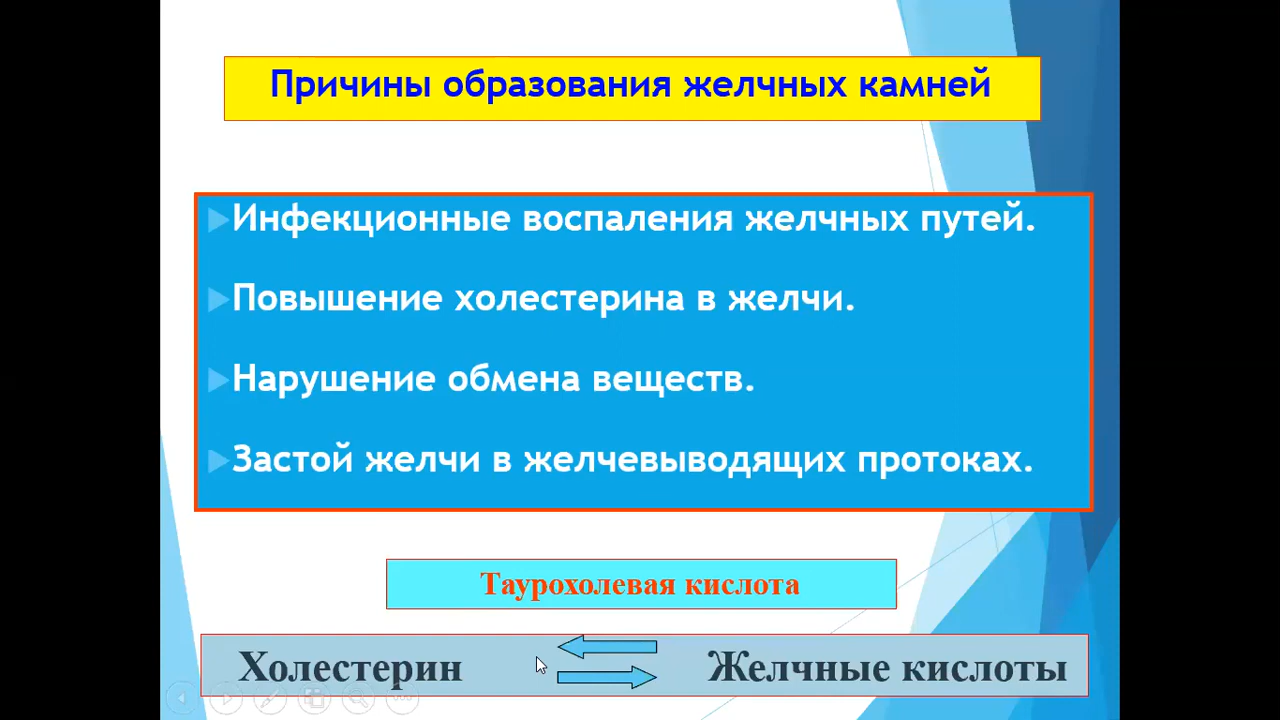 Причины образования желчных камней
Инфекционные воспаления желчных путей.
Повышение холестерина в желчи.
Нарушение обмена веществ.
Застой желчи в желчевыводящих протоках.
Таурохолевая кислота
Холестерин Желчные кислоты